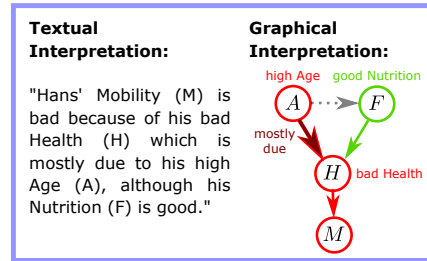 Textual
Interpretation:
"Hans' Mobility (M) is
bad because of his bad
Health (H) which is
mostly due to his high
Age (A), although his
Nutrition (F) is good."
Graphical
Interpretation:
high Age good Nutrition
A F
mostly
due
H bad Health
M